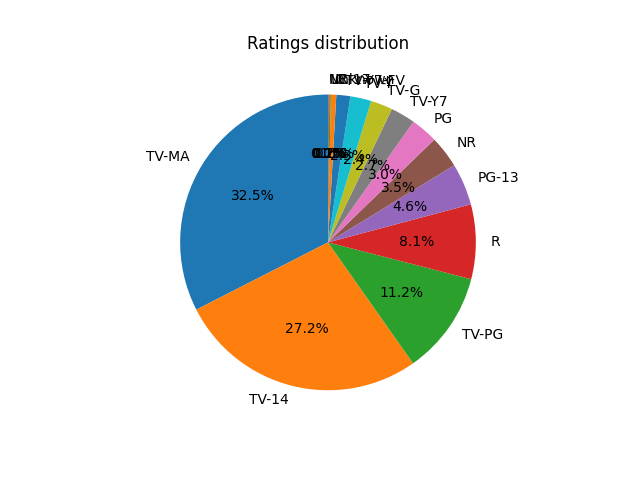 Ratings distribution
TV-G
TV-Y7
PG
NR
PG-13
R
TV-PG
TV-14
TV-MA
32.5%
27.2%
11.2%
8.1%
4.6%
3.5%
3.0%
2.7%
2.4%